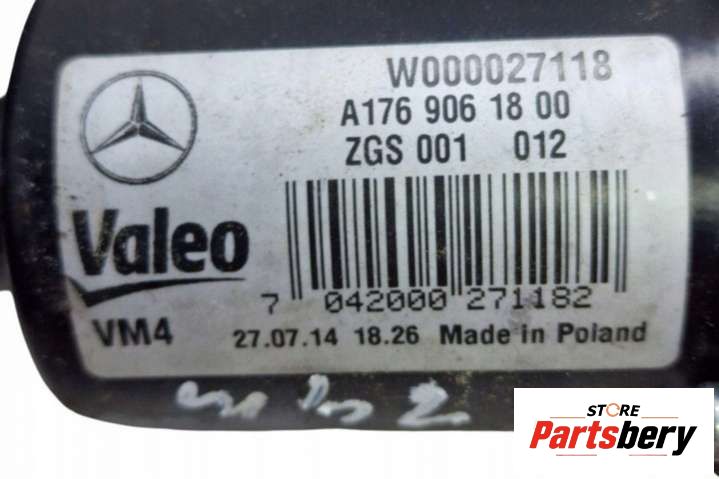 W000027118
A176 906 18 00
ZGS 001 012
Valeo
7 042000 271182
VM4
27.07.14 18.26 Made in Poland
STORE
Partsbery